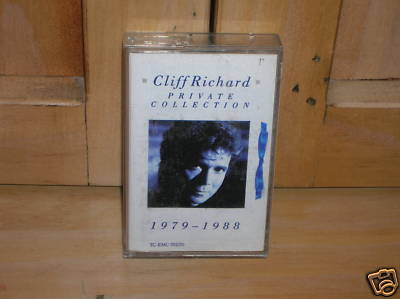 Cliff Richard
PRIVATE
COLLECTION
1979-1988